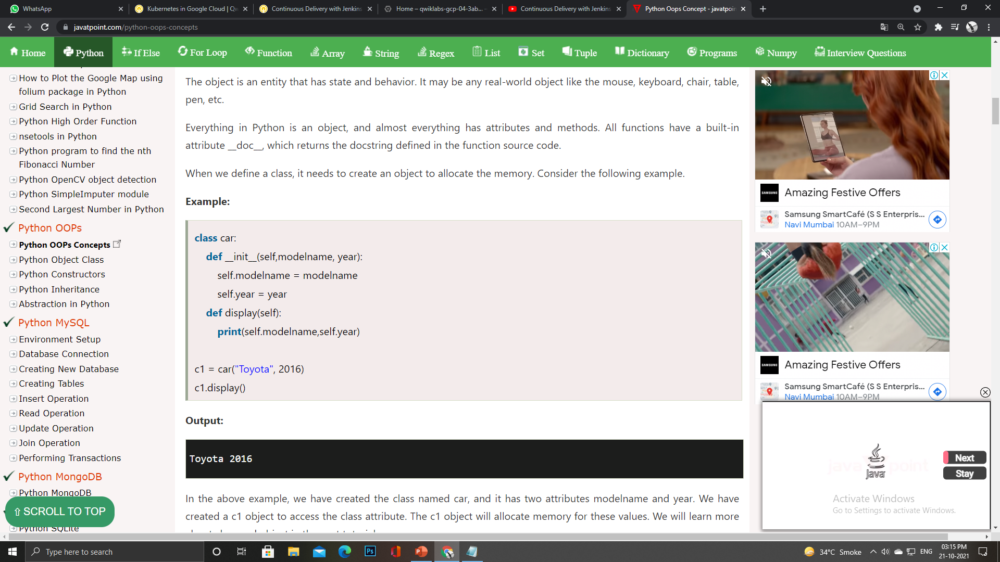 WhatsApp
Kubernetes in Google Cloud | Qw
Continuous Delivery with Jenkins
Home – qwiklabs-gcp-04-3ab... –
Continuous Delivery with Jenkins
Python Oops Concept - javatpoin
javatpoint.com/python-oops-concepts
Home
Python
If Else
For Loop
Function
Array
String
Regex
List
Set
Tuple
Dictionary
Programs
Numpy
Interview Questions
How to Plot the Google Map using
folium package in Python
Grid Search in Python
Python High Order Function
nsetools in Python
Python program to find the nth
Fibonacci Number
Python OpenCV object detection
Python SimpleImputer module
Second Largest Number in Python
Python OOPs
Python OOPs Concepts
Python Object Class
Python Constructors
Python Inheritance
Abstraction in Python
Python MySQL
Environment Setup
Database Connection
Creating New Database
Creating Tables
Insert Operation
Read Operation
Update Operation
Join Operation
Performing Transactions
Python MongoDB
Python MongoDB
⇧ SCROLL TO TOP
Python SQLite
The object is an entity that has state and behavior. It may be any real-world object like the mouse, keyboard, chair, table,
pen, etc.
Everything in Python is an object, and almost everything has attributes and methods. All functions have a built-in
attribute __doc__, which returns the docstring defined in the function source code.
When we define a class, it needs to create an object to allocate the memory. Consider the following example.
Example:
class car:
def __init__(self,modelname, year):
self.modelname = modelname
self.year = year
def display(self):
print(self.modelname,self.year)
c1 = car("Toyota", 2016)
c1.display()
Output:
Toyota 2016
In the above example, we have created the class named car, and it has two attributes modelname and year. We have
created a c1 object to access the class attribute. The c1 object will allocate memory for these values. We will learn more
SAMSUNG
Amazing Festive Offers
Samsung SmartCafé (S S Enterpris...
Navi Mumbai 10AM–9PM
SAMSUNG
Amazing Festive Offers
Samsung SmartCafé (S S Enterpris...
Navi Mumbai 10AM–9PM
java point
Java
Next
Stay
Activate Windows
Go to Settings to activate Windows.
Type here to search
Ps
34°C Smoke
ENG
03:15 PM
21-10-2021